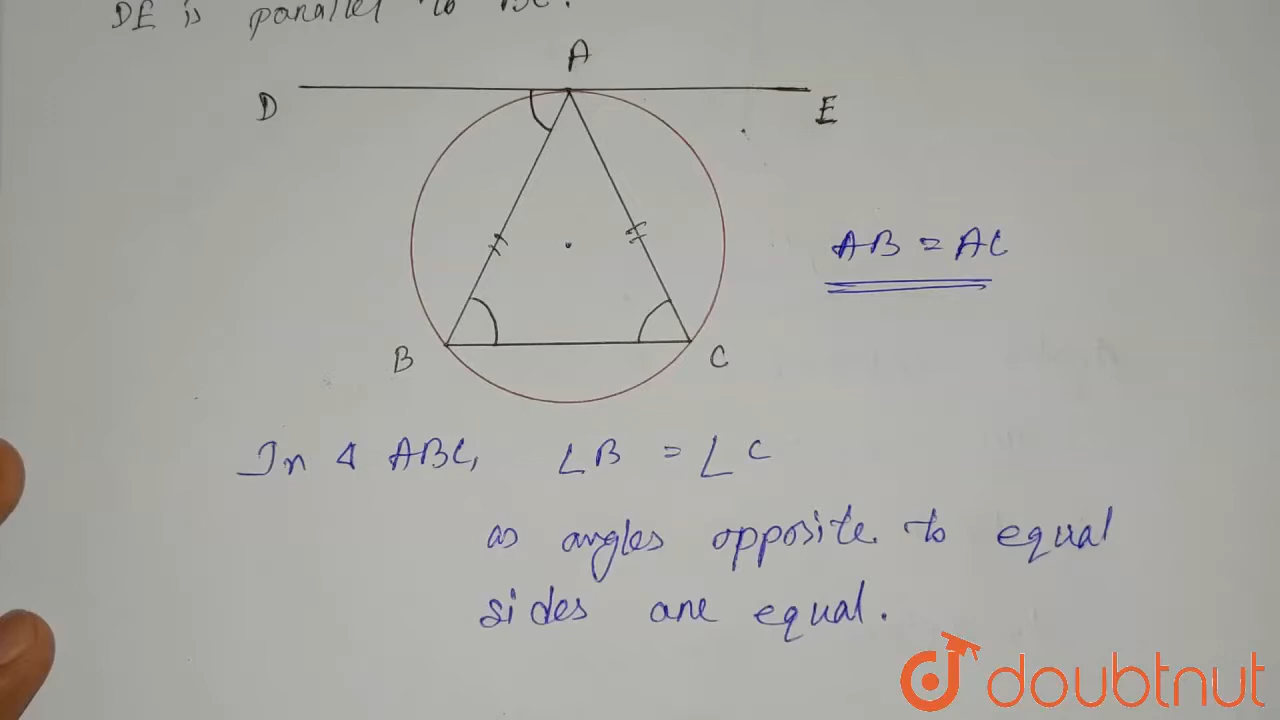 DE is parallel to BC.
A
D
E
AB = AC
B
C
In Δ ABC, ∠B = ∠C
as angles opposite to equal
sides are equal.
doubtnut